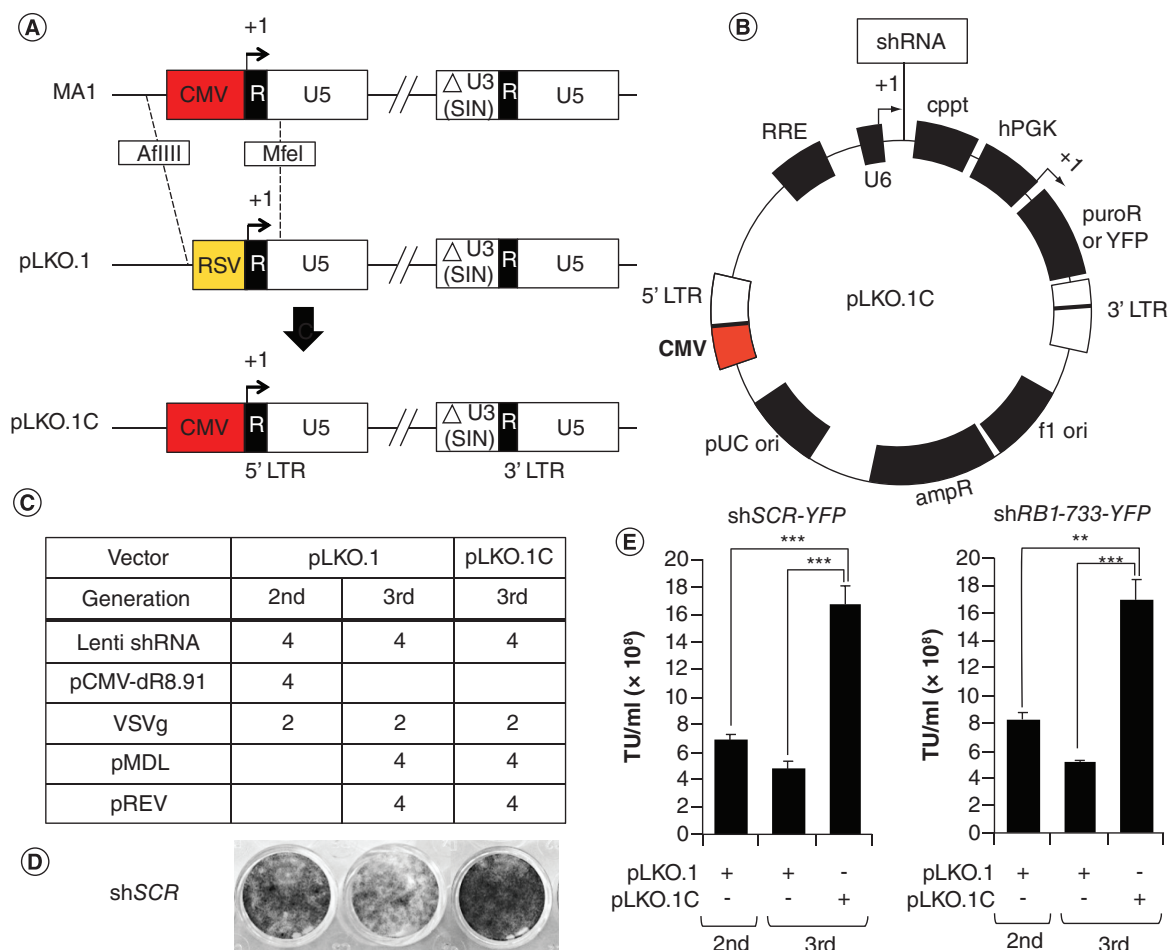 A
+1
MA1
CMV
R
U5
△ U3
(SIN)
R
U5
AflIII
MfeI
+1
pLKO.1
RSV
R
U5
△ U3
(SIN)
R
U5
C
+1
pLKO.1C
CMV
R
U5
△ U3
(SIN)
R
U5
5' LTR
3' LTR
B
shRNA
+1
cppt
hPGK
+1
RRE
U6
puroR
or YFP
5' LTR
pLKO.1C
3' LTR
CMV
pUC ori
f1 ori
ampR
C
Vector pLKO.1 pLKO.1C
Generation 2nd 3rd 3rd
Lenti shRNA 4 4 4
pCMV-dR8.91 4
VSVg 2 2 2
pMDL 4 4
pREV 4 4
D
shSCR
E
shSCR-YFP
TU/ml (× 10⁸)
20
18
16
14
12
10
8
6
4
2
0
***
***
pLKO.1 + + -
pLKO.1C - - +
2nd 3rd
shRB1-733-YFP
TU/ml (× 10⁸)
20
18
16
14
12
10
8
6
4
2
0
**
***
pLKO.1 + + -
pLKO.1C - - +
2nd 3rd